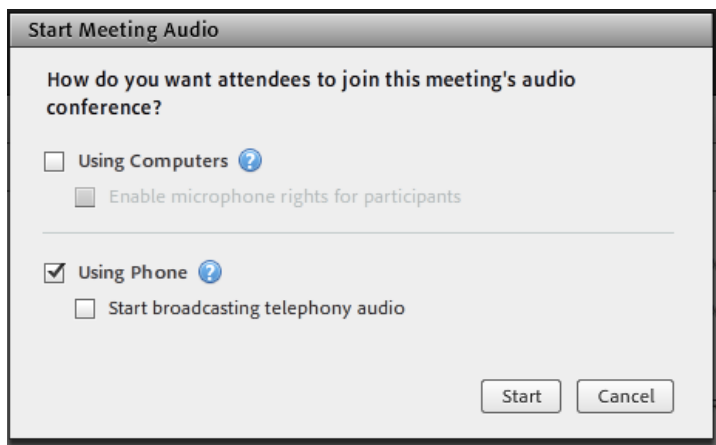 Start Meeting Audio
How do you want attendees to join this meeting's audio
conference?
Using Computers ?
Enable microphone rights for participants
Using Phone ?
Start broadcasting telephony audio
Start Cancel